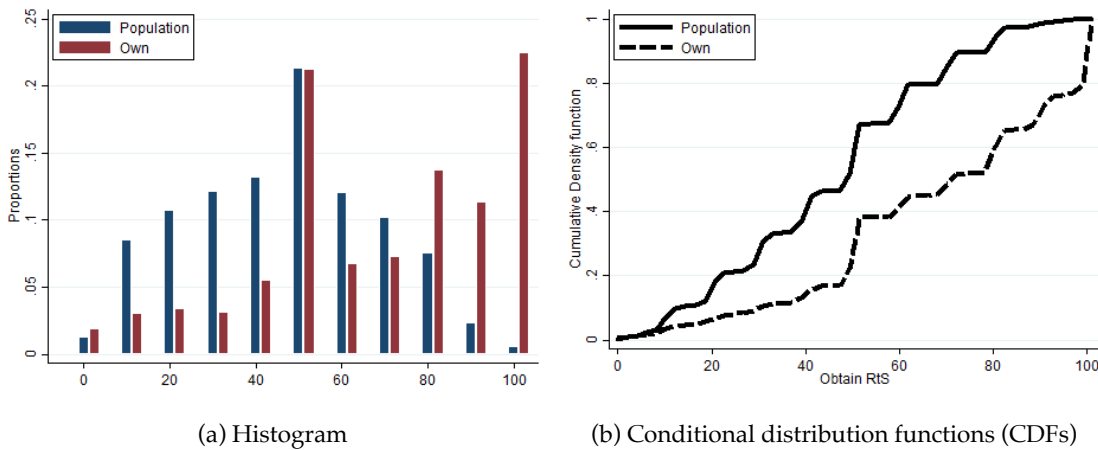 Population
Own
Proportions
.25
.2
.15
.1
.05
0
0 20 40 60 80 100
(a) Histogram
Population
Own
Cumulative Density function
1
.8
.6
.4
.2
0
0 20 40 60 80 100
Obtain RtS
(b) Conditional distribution functions (CDFs)